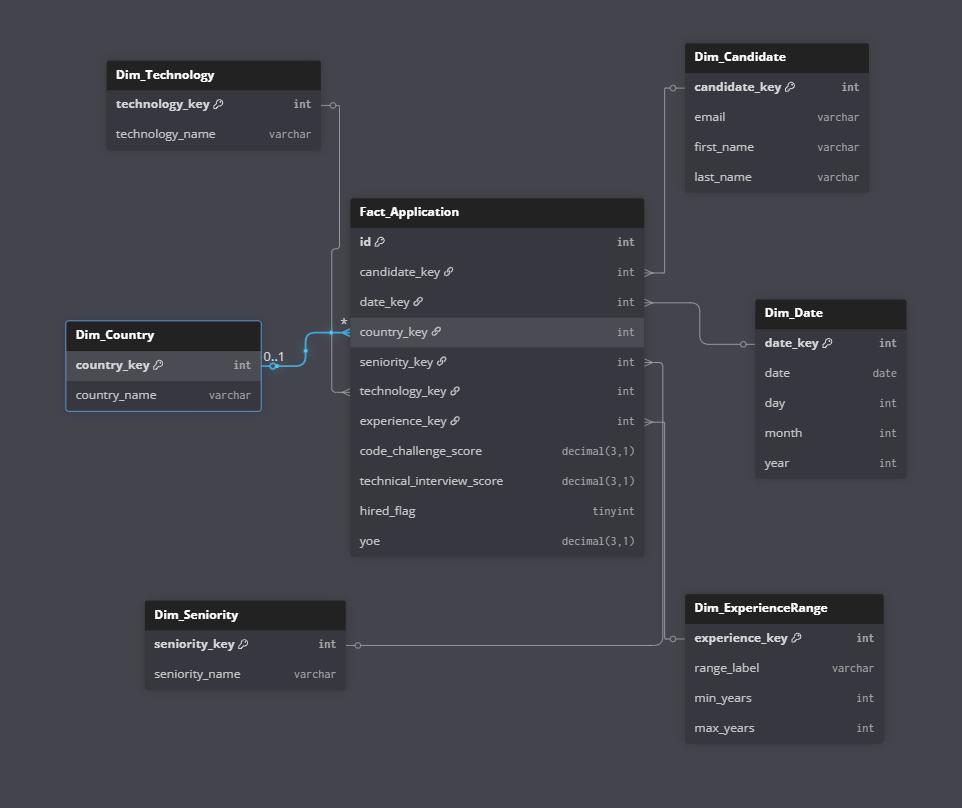 Dim_Technology
technology_key int
technology_name varchar
Dim_Candidate
candidate_key int
email varchar
first_name varchar
last_name varchar
Fact_Application
id int
candidate_key int
date_key int
* country_key int
seniority_key int
technology_key int
experience_key int
code_challenge_score decimal(3,1)
technical_interview_score decimal(3,1)
hired_flag tinyint
yoe decimal(3,1)
Dim_Country
country_key int 0..1
country_name varchar
Dim_Date
date_key int
date date
day int
month int
year int
Dim_Seniority
seniority_key int
seniority_name varchar
Dim_ExperienceRange
experience_key int
range_label varchar
min_years int
max_years int